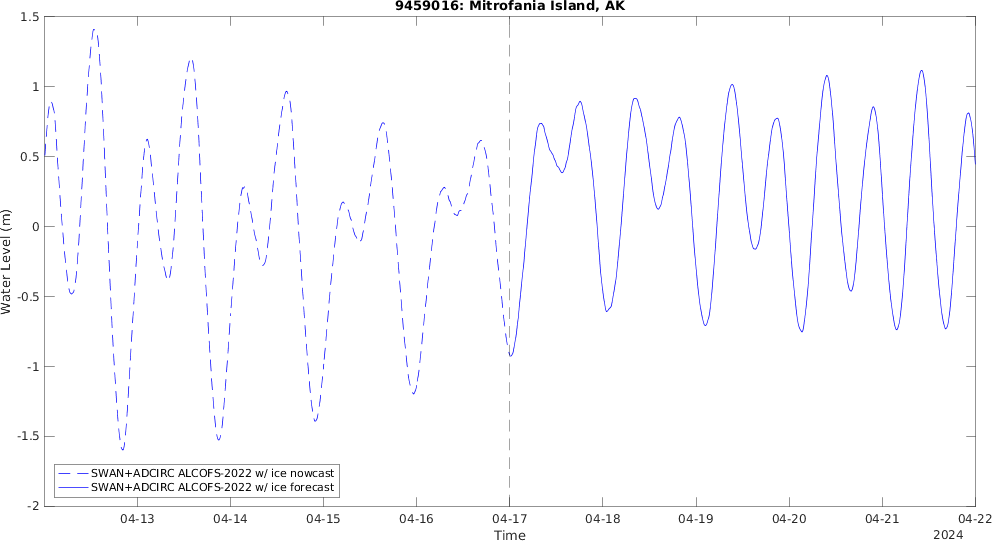 9459016: Mitrofania Island, AK
1.5
1
0.5
0
-0.5
-1
-1.5
-2
Water Level (m)
SWAN+ADCIRC ALCOFS-2022 w/ ice nowcast
SWAN+ADCIRC ALCOFS-2022 w/ ice forecast
04-13 04-14 04-15 04-16 04-17 04-18 04-19 04-20 04-21 04-22
Time
2024